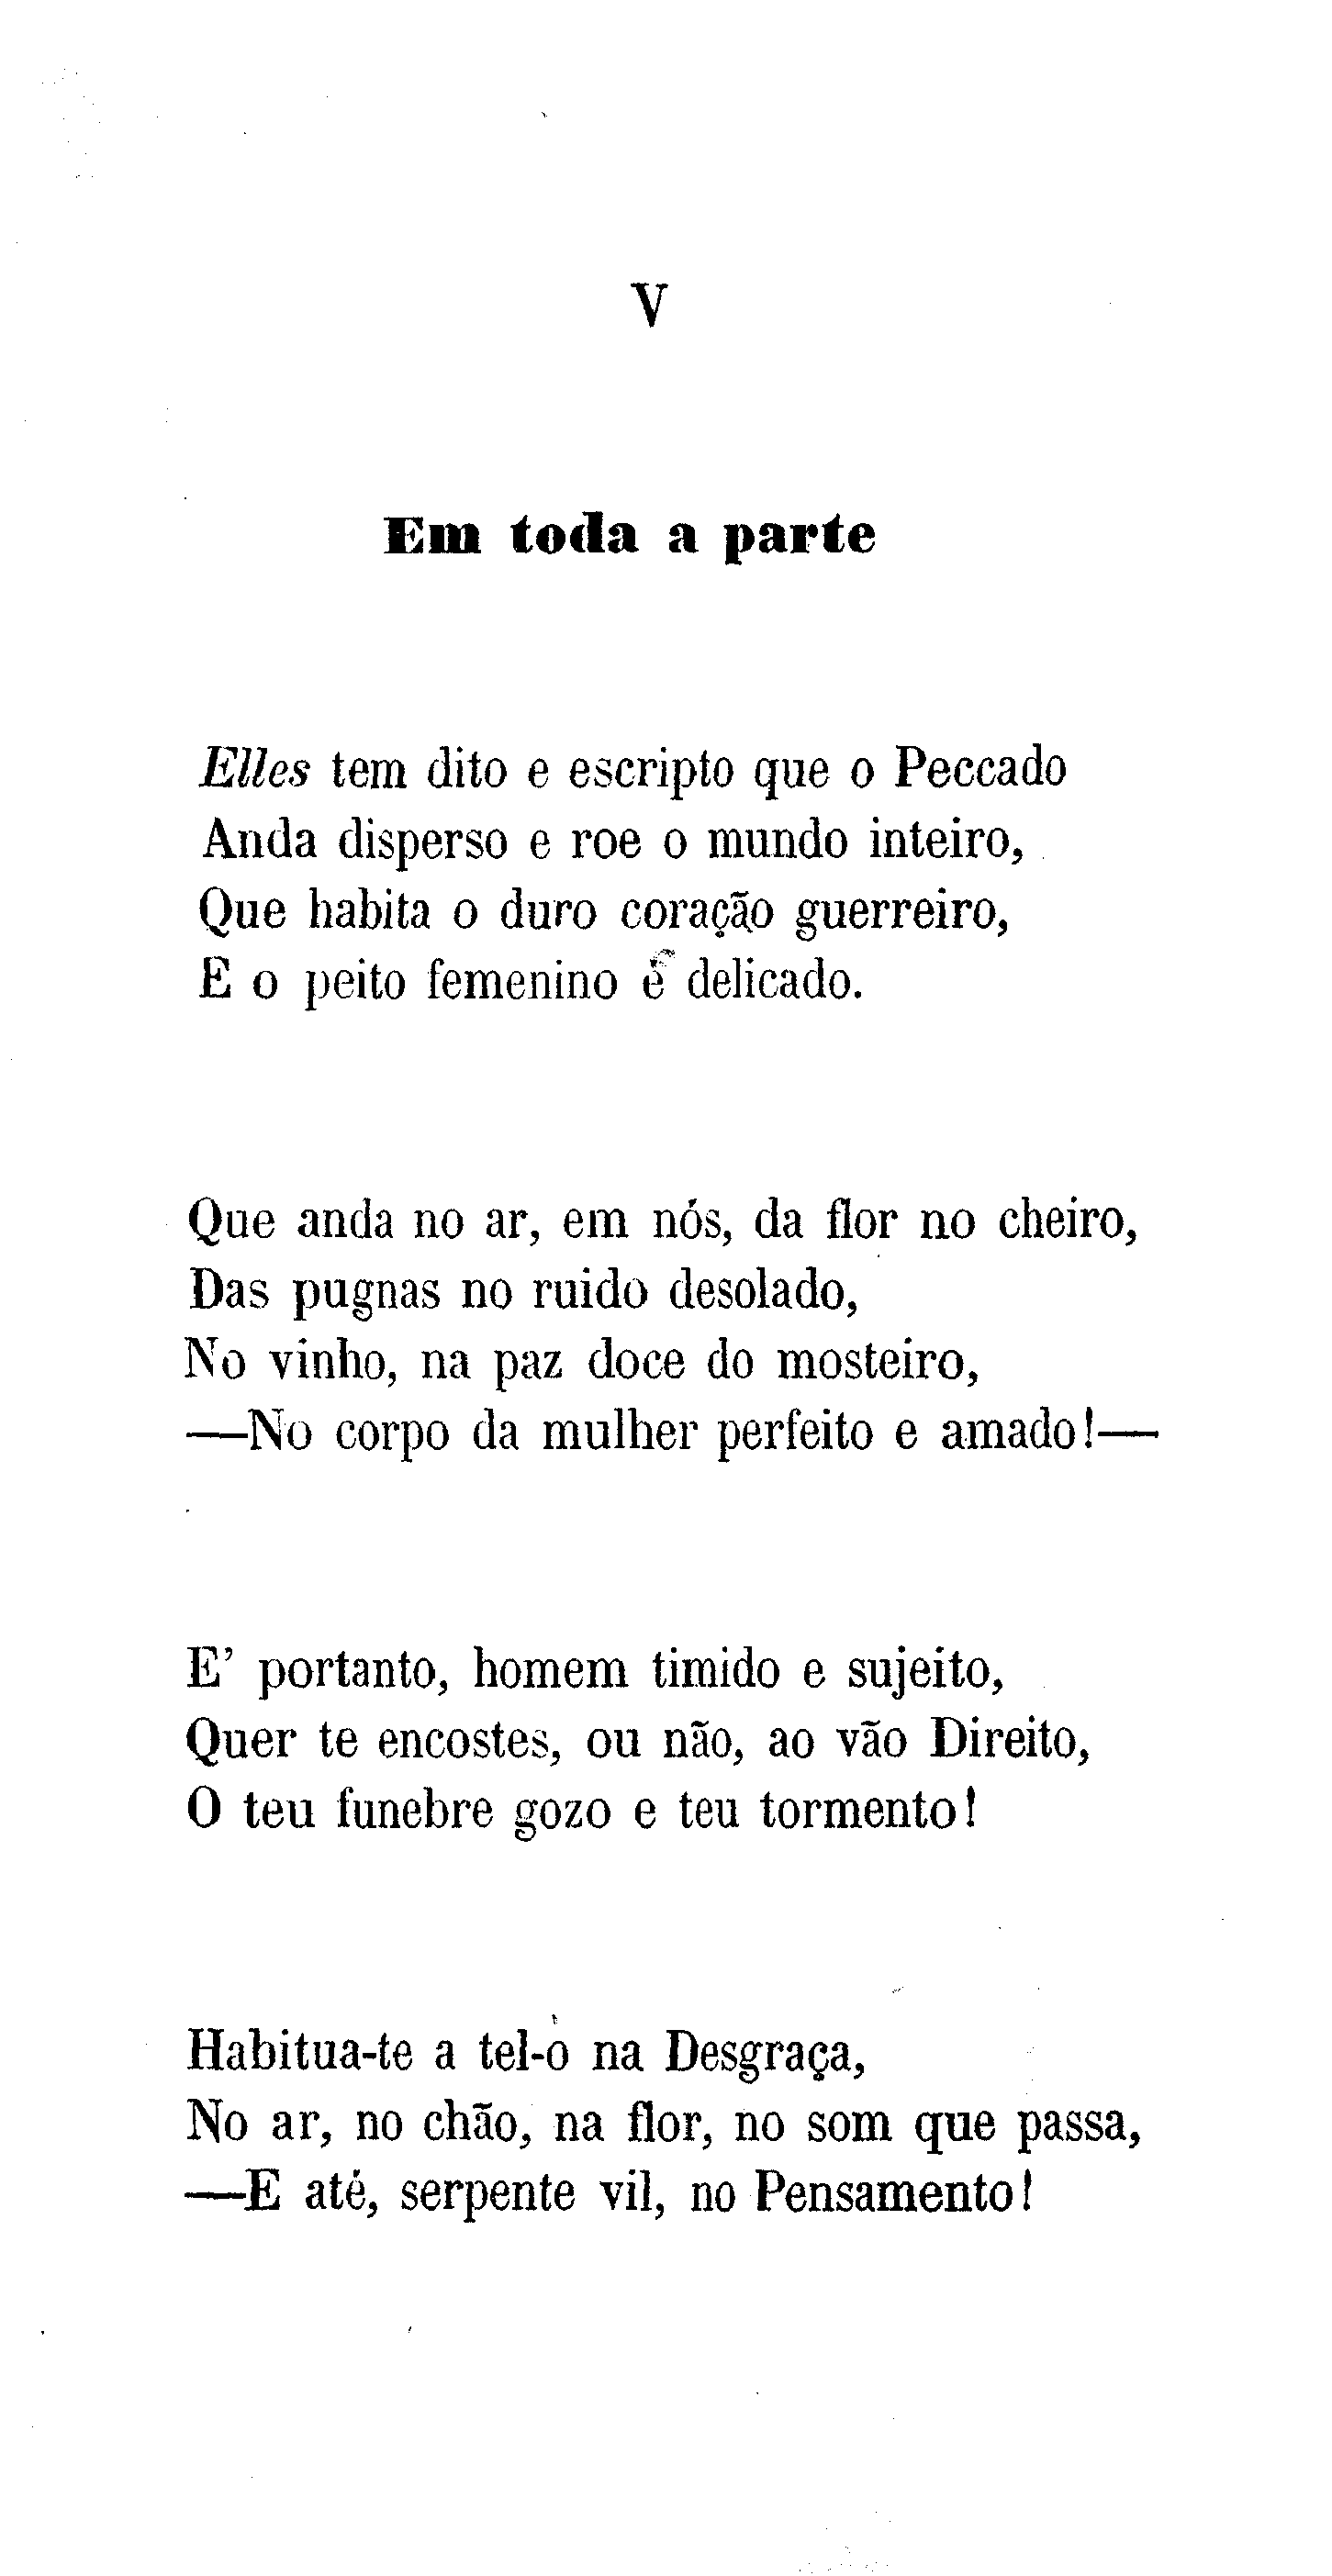 V
Em toda a parte
Elles tem dito e escripto que o Peccado
Anda disperso e roe o mundo inteiro,
Que habita o duro coração guerreiro,
E o peito femenino e delicado.
Que anda no ar, em nós, da flor no cheiro,
Das pugnas no ruido desolado,
No vinho, na paz doce do mosteiro,
—No corpo da mulher perfeito e amado!—
E' portanto, homem timido e sujeito,
Quer te encostes, ou não, ao vão Direito,
O teu funebre gozo e teu tormento!
Habitua-te a tel-o na Desgraça,
No ar, no chão, na flor, no som que passa,
—E até, serpente vil, no Pensamento!